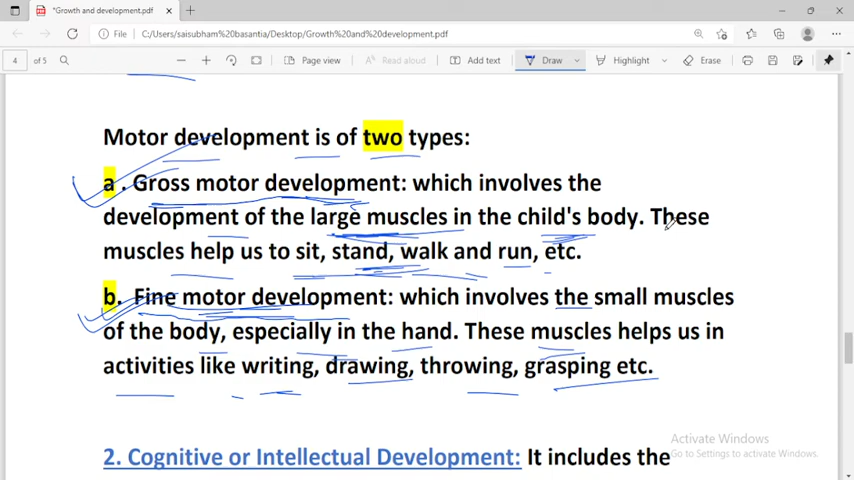 *Growth and development.pdf
File
C:/Users/saisubham%20basantia/Desktop/Growth%20and%20development.pdf
4 of 5
Page view
Read aloud
Add text
Draw
Highlight
Erase
Motor development is of two types:
a . Gross motor development: which involves the
development of the large muscles in the child's body. These
muscles help us to sit, stand, walk and run, etc.
b. Fine motor development: which involves the small muscles
of the body, especially in the hand. These muscles helps us in
activities like writing, drawing, throwing, grasping etc.
Activate Windows
Go to Settings to activate Windows.
2. Cognitive or Intellectual Development: It includes the